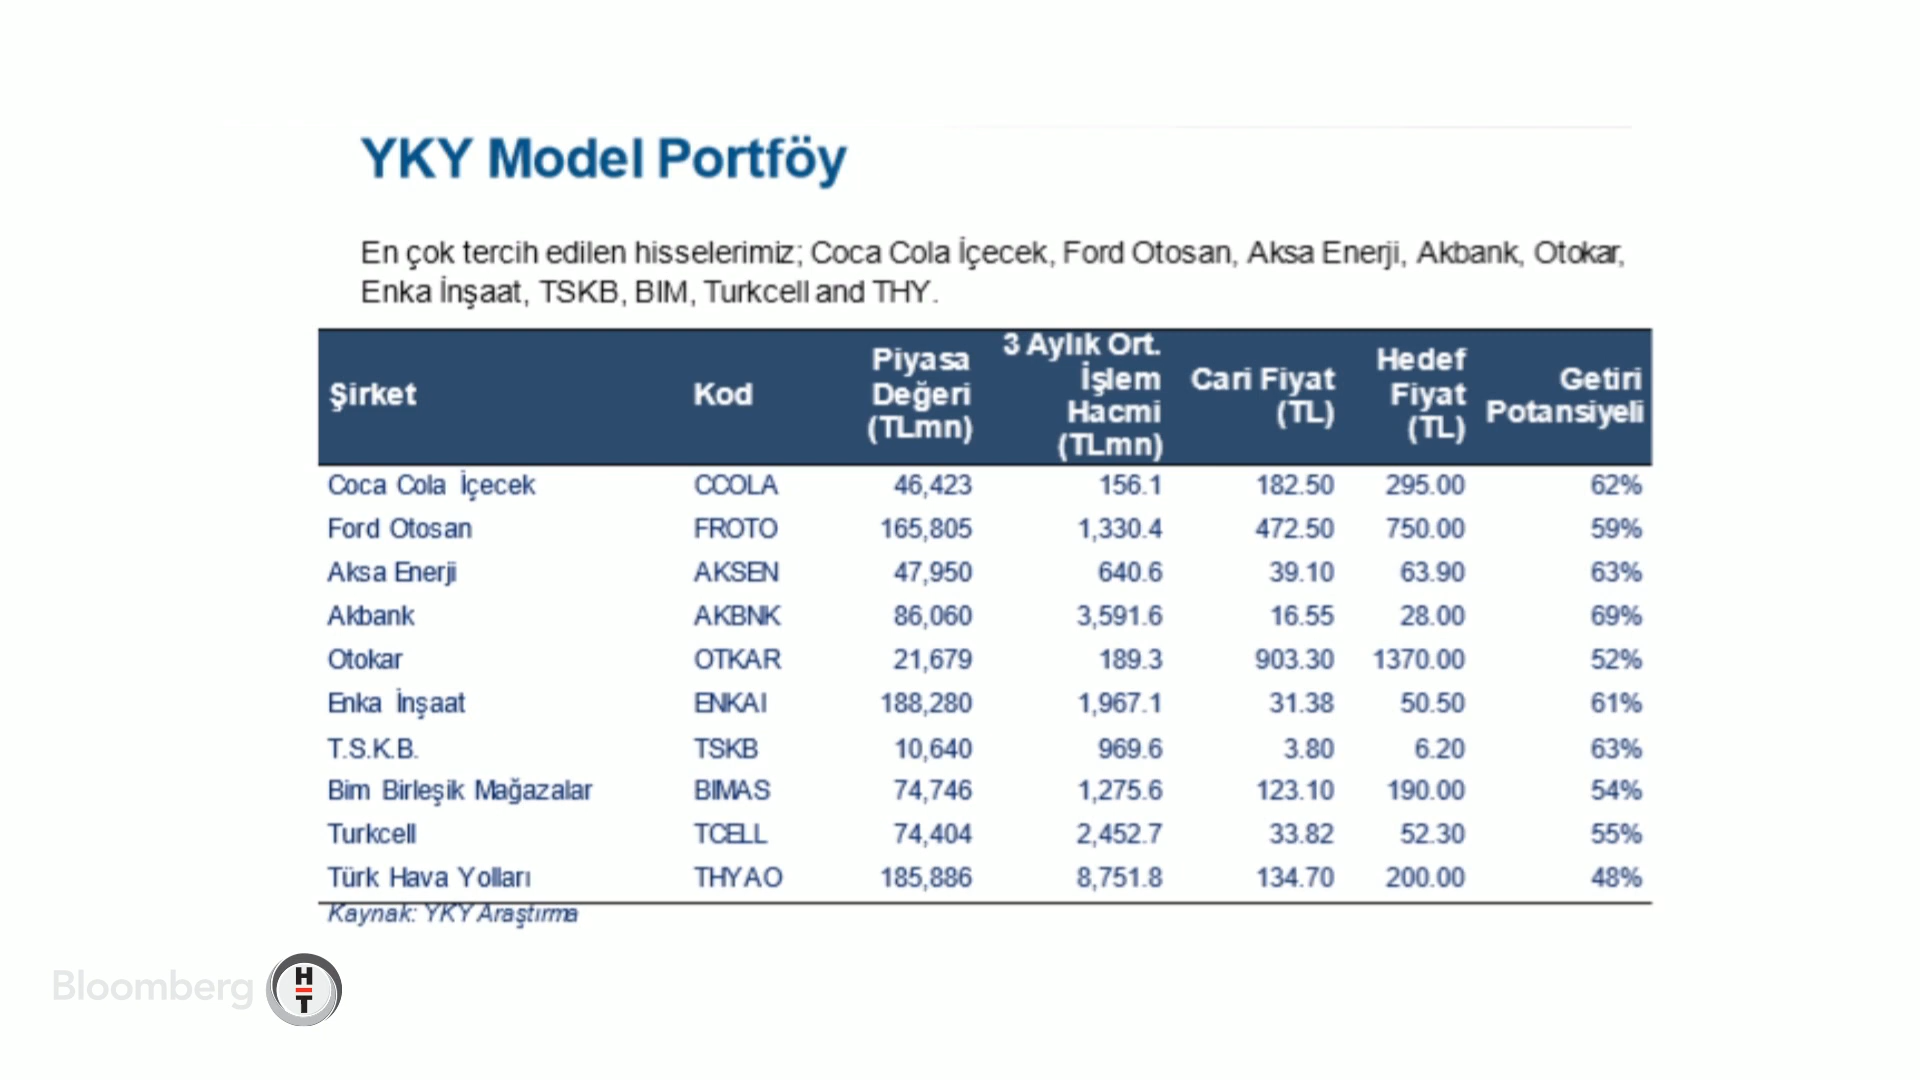 YKY Model Portföy
En çok tercih edilen hisselerimiz; Coca Cola İçecek, Ford Otosan, Aksa Enerji, Akbank, Otokar,
Enka İnşaat, TSKB, BIM, Turkcell and THY.
Şirket Kod Piyasa Değeri (TLmn) 3 Aylık Ort. İşlem Hacmi (TLmn) Cari Fiyat (TL) Hedef Fiyat (TL) Getiri Potansiyeli
Coca Cola İçecek CCOLA 46,423 156.1 182.50 295.00 62%
Ford Otosan FROTO 165,805 1,330.4 472.50 750.00 59%
Aksa Enerji AKSEN 47,950 640.6 39.10 63.90 63%
Akbank AKBNK 86,060 3,591.6 16.55 28.00 69%
Otokar OTKAR 21,679 189.3 903.30 1370.00 52%
Enka İnşaat ENKAI 188,280 1,967.1 31.38 50.50 61%
T.S.K.B. TSKB 10,640 969.6 3.80 6.20 63%
Bim Birleşik Mağazalar BIMAS 74,746 1,275.6 123.10 190.00 54%
Turkcell TCELL 74,404 2,452.7 33.82 52.30 55%
Türk Hava Yolları THYAO 185,886 8,751.8 134.70 200.00 48%
Kaynak: YKY Araştırma
Bloomberg HT